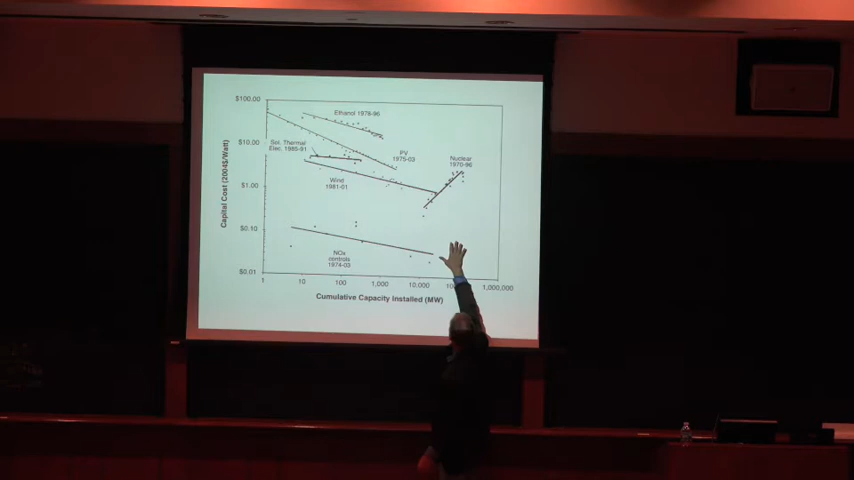 $100.00
Ethanol 1978-96
$10.00
Sol. Thermal
Elec. 1985-91
PV
1975-03
Nuclear
1970-96
$1.00
Wind
1981-01
Capital Cost (2004$/Watt)
$0.10
NOx
controls
1974-03
$0.01
1
10
100
1,000
10,000
1,000,000
Cumulative Capacity Installed (MW)